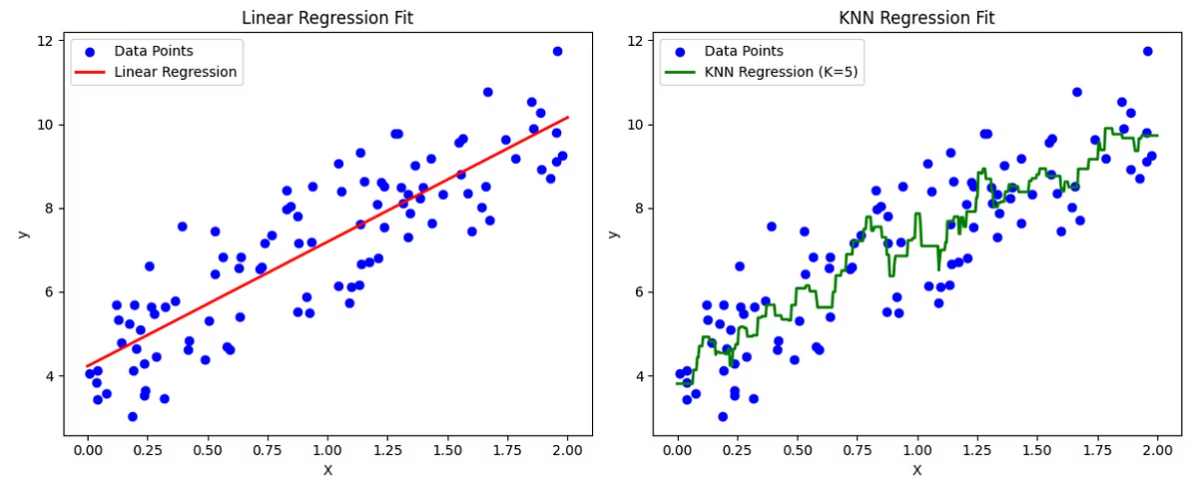 Linear Regression Fit
Data Points
Linear Regression
12
10
8
6
4
y
0.00 0.25 0.50 0.75 1.00 1.25 1.50 1.75 2.00
X
KNN Regression Fit
Data Points
KNN Regression (K=5)
12
10
8
6
4
y
0.00 0.25 0.50 0.75 1.00 1.25 1.50 1.75 2.00
X